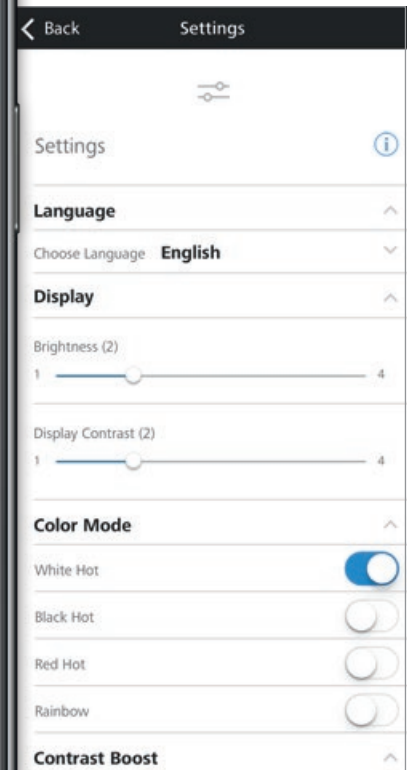 Back Settings
Settings
Language
Choose Language English
Display
Brightness (2)
1 4
Display Contrast (2)
1 4
Color Mode
White Hot
Black Hot
Red Hot
Rainbow
Contrast Boost